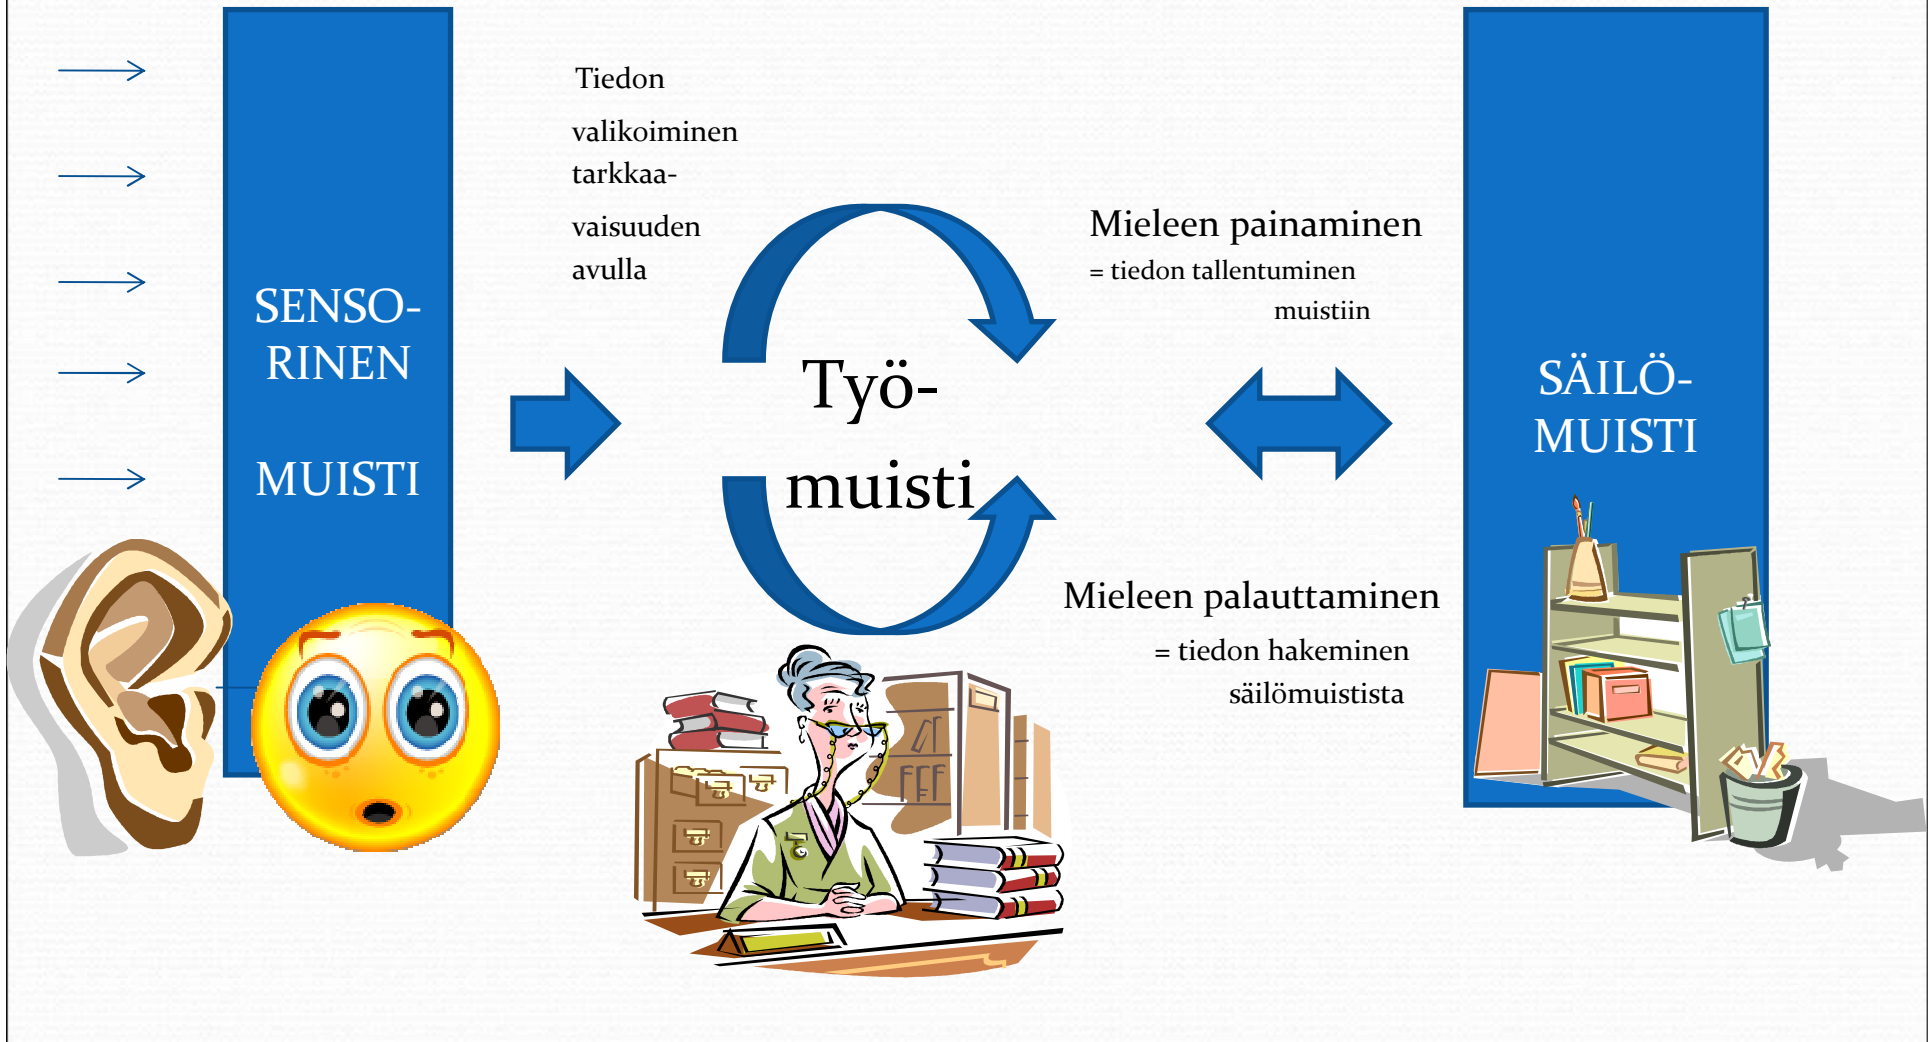 SENSO-
RINEN
MUISTI
Tiedon
valikoiminen
tarkkaa-
vaisuuden
avulla
Työ-
muisti
Mieleen painaminen
= tiedon tallentuminen
muistiin
Mieleen palauttaminen
= tiedon hakeminen
säilömuistista
SÄILÖ-
MUISTI